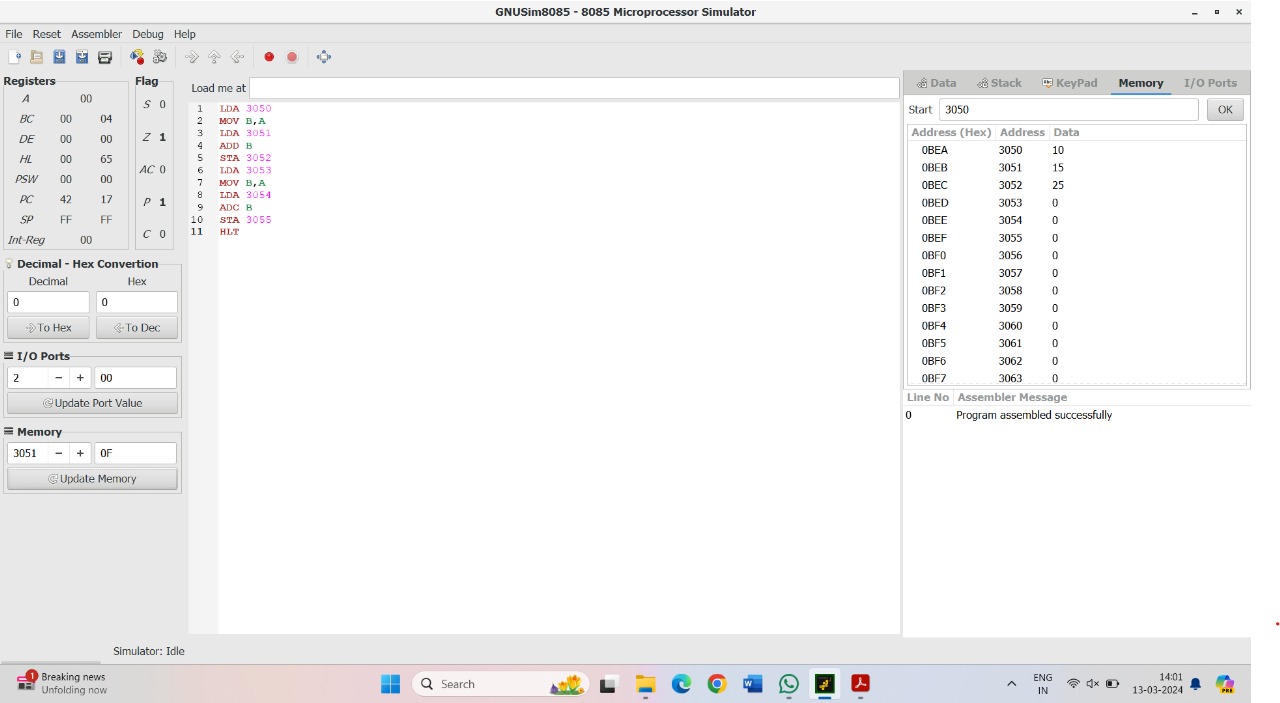 GNUSim8085 - 8085 Microprocessor Simulator
File Reset Assembler Debug Help
Registers
A 00
BC 00 04
DE 00 00
HL 00 65
PSW 00 00
PC 42 17
SP FF FF
Int-Reg 00
Flag
S 0
Z 1
AC 0
P 1
C 0
Decimal - Hex Convertion
Decimal Hex
0 0
To Hex To Dec
I/O Ports
2 − + 00
Update Port Value
Memory
3051 − + 0F
Update Memory
Load me at
1 LDA 3050
2 MOV B,A
3 LDA 3051
4 ADD B
5 STA 3052
6 LDA 3053
7 MOV B,A
8 LDA 3054
9 ADC B
10 STA 3055
11 HLT
Data Stack KeyPad Memory I/O Ports
Start 3050 OK
Address (Hex) Address Data
0BEA 3050 10
0BEB 3051 15
0BEC 3052 25
0BED 3053 0
0BEE 3054 0
0BEF 3055 0
0BF0 3056 0
0BF1 3057 0
0BF2 3058 0
0BF3 3059 0
0BF4 3060 0
0BF5 3061 0
0BF6 3062 0
0BF7 3063 0
Line No Assembler Message
0 Program assembled successfully
Simulator: Idle
1 Breaking news
Unfolding now
Search
ENG
IN
14:01
13-03-2024
PRE